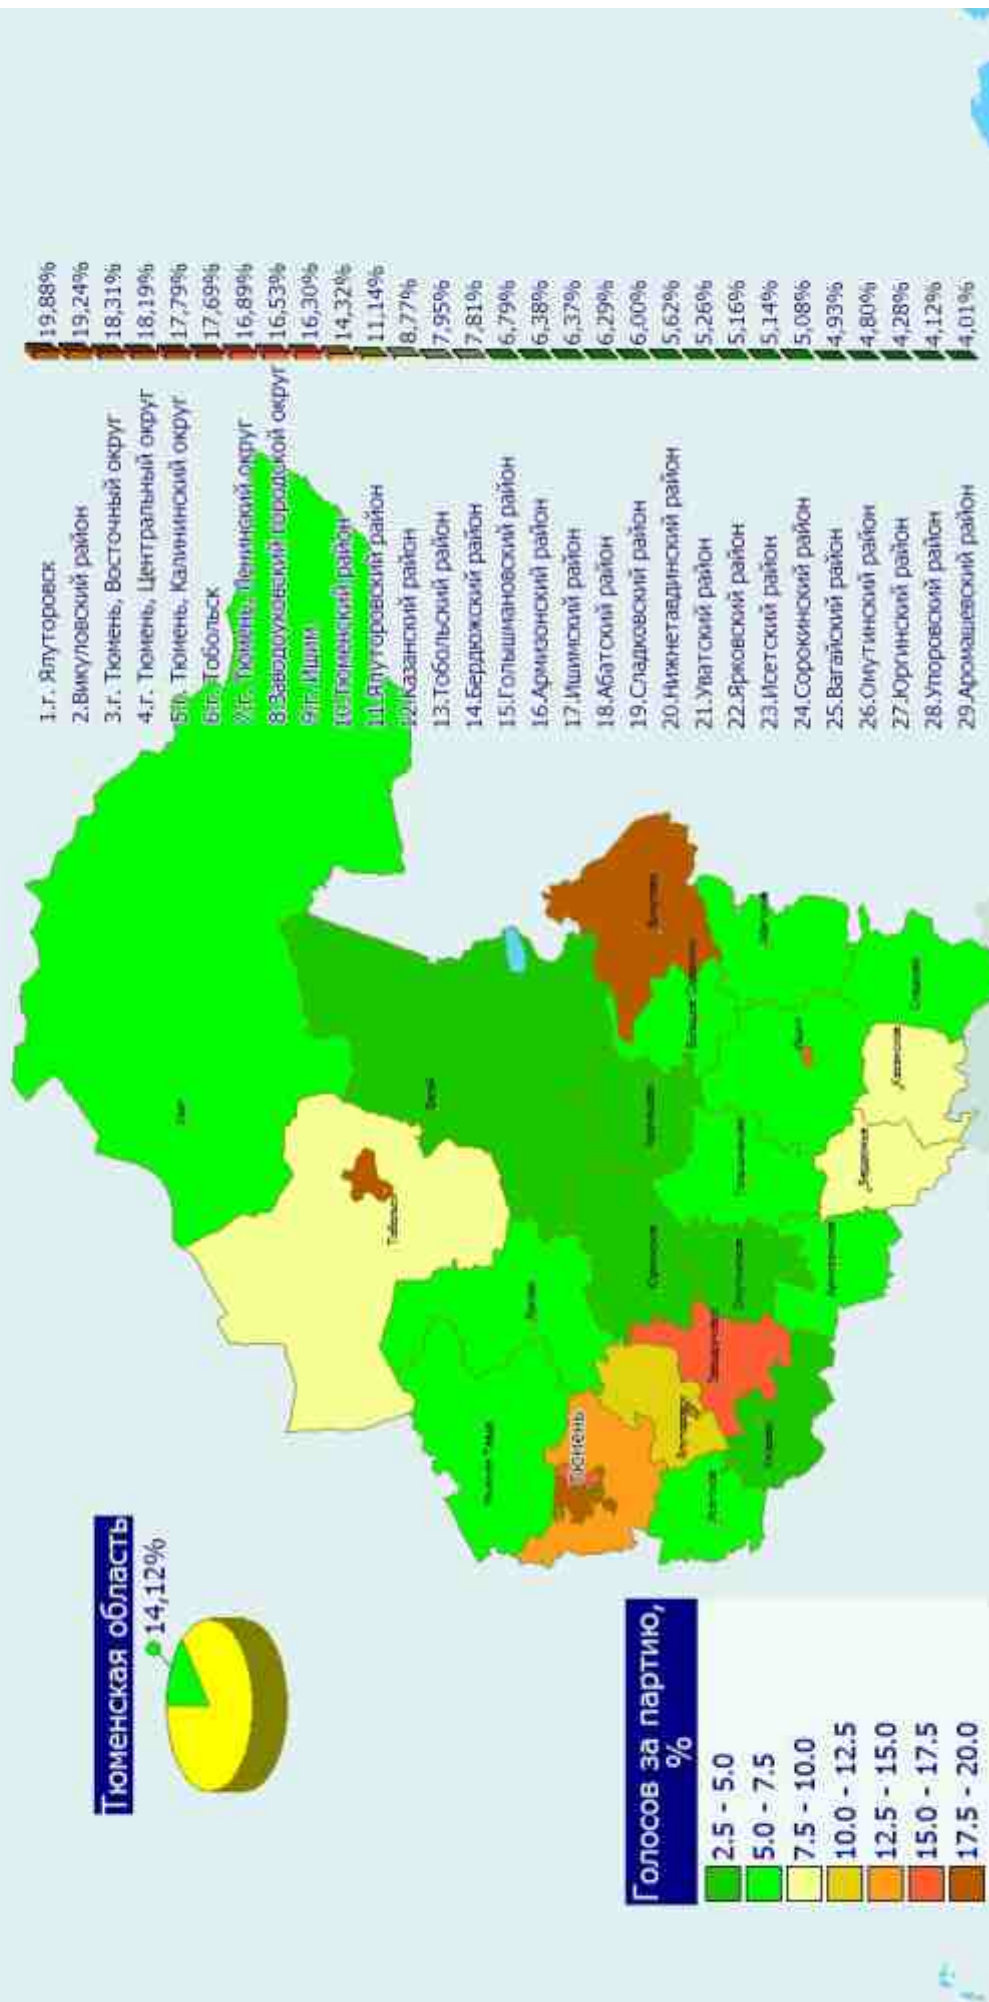 Тюменская область
14,12%
1.г. Ялуторовск 19,88%
2.Викуловский район 19,24%
3.г. Тюмень, Восточный округ 18,31%
4.г. Тюмень, Центральный округ 18,19%
5.г. Тюмень, Калининский округ 17,79%
6.г. Тобольск 17,69%
7.г. Тюмень, Ленинский округ 16,89%
8.Заводоуковский городской округ 16,53%
9.г. Ишим 16,30%
10.Тюменский район 14,32%
11.Ялуторовский район 11,14%
12.Казанский район 8,77%
13.Тобольский район 7,95%
14.Бердюжский район 7,81%
15.Голышмановский район 6,79%
16.Армизонский район 6,38%
17.Ишимский район 6,37%
18.Абатский район 6,29%
19.Сладковский район 6,00%
20.Нижнетавдинский район 5,62%
21.Уватский район 5,26%
22.Ярковский район 5,16%
23.Исетский район 5,14%
24.Сорокинский район 5,08%
25.Вагайский район 4,93%
26.Омутинский район 4,80%
27.Юргинский район 4,28%
28.Упоровский район 4,12%
29.Аромашевский район 4,01%
Тюмень
Голосов за партию,
%
2.5 - 5.0
5.0 - 7.5
7.5 - 10.0
10.0 - 12.5
12.5 - 15.0
15.0 - 17.5
17.5 - 20.0